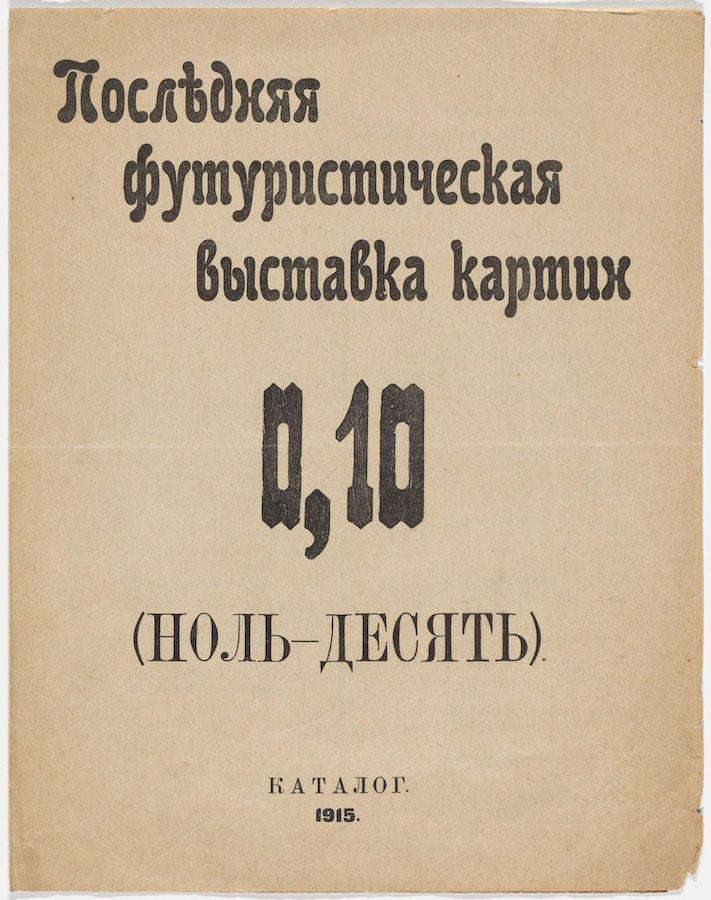 Послѣдняя
футуристическая
выставка картин
0,10
(НОЛЬ–ДЕСЯТЬ).
КАТАЛОГ.
1915.